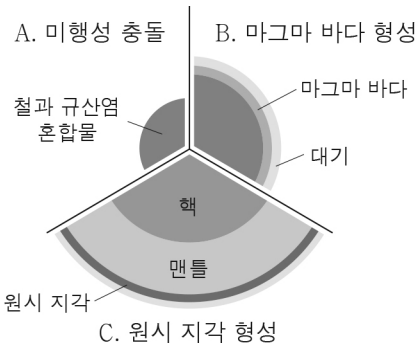 A. 미행성 충돌
B. 마그마 바다 형성
철과 규산염
혼합물
마그마 바다
대기
핵
맨틀
원시 지각
C. 원시 지각 형성